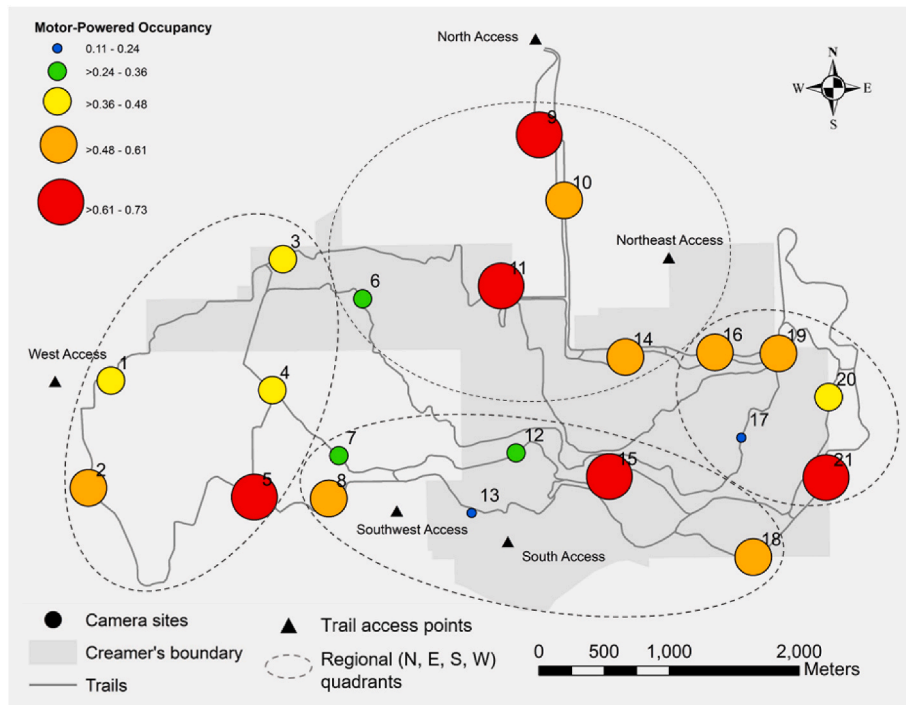 Motor-Powered Occupancy
0.11 - 0.24
>0.24 - 0.36
>0.36 - 0.48
>0.48 - 0.61
>0.61 - 0.73
North Access
N
W
E
S
9
10
Northeast Access
3
11
6
14
16
19
West Access
1
4
20
17
7
12
2
5
8
15
21
13
Southwest Access
South Access
18
Camera sites
Creamer's boundary
Trails
Trail access points
Regional (N, E, S, W)
quadrants
0 500 1,000 2,000
Meters